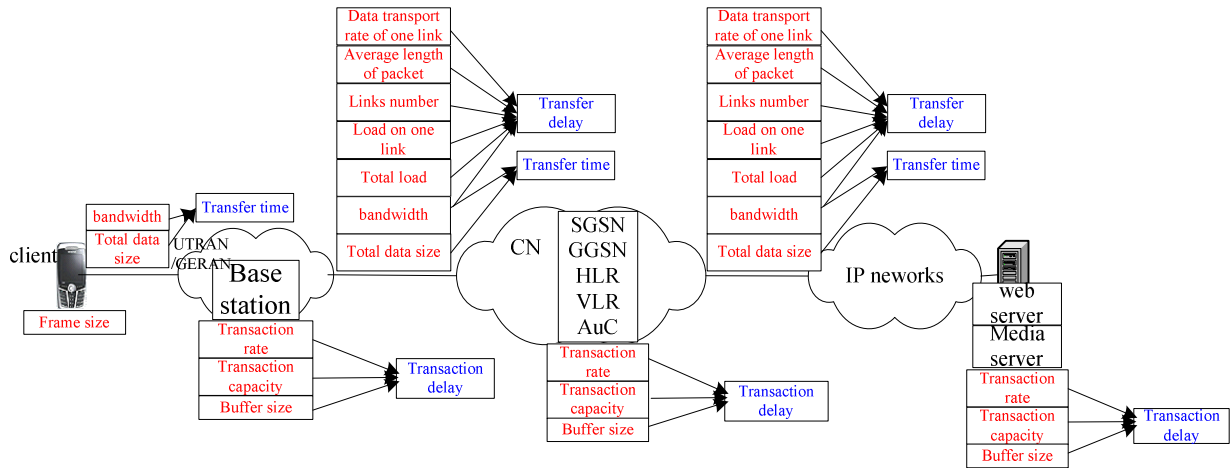 Data transport
rate of one link
Average length
of packet
Links number
Load on one
link
Total load
bandwidth
Total data size
Transfer
delay
Transfer time
Data transport
rate of one link
Average length
of packet
Links number
Load on one
link
Total load
bandwidth
Total data size
Transfer
delay
Transfer time
bandwidth
Total data
size
Transfer time
client
Frame size
UTRAN
/GERAN
Base
station
Transaction
rate
Transaction
capacity
Buffer size
Transaction
delay
CN
SGSN
GGSN
HLR
VLR
AuC
Transaction
rate
Transaction
capacity
Buffer size
Transaction
delay
IP neworks
web
server
Media
server
Transaction
rate
Transaction
capacity
Buffer size
Transaction
delay